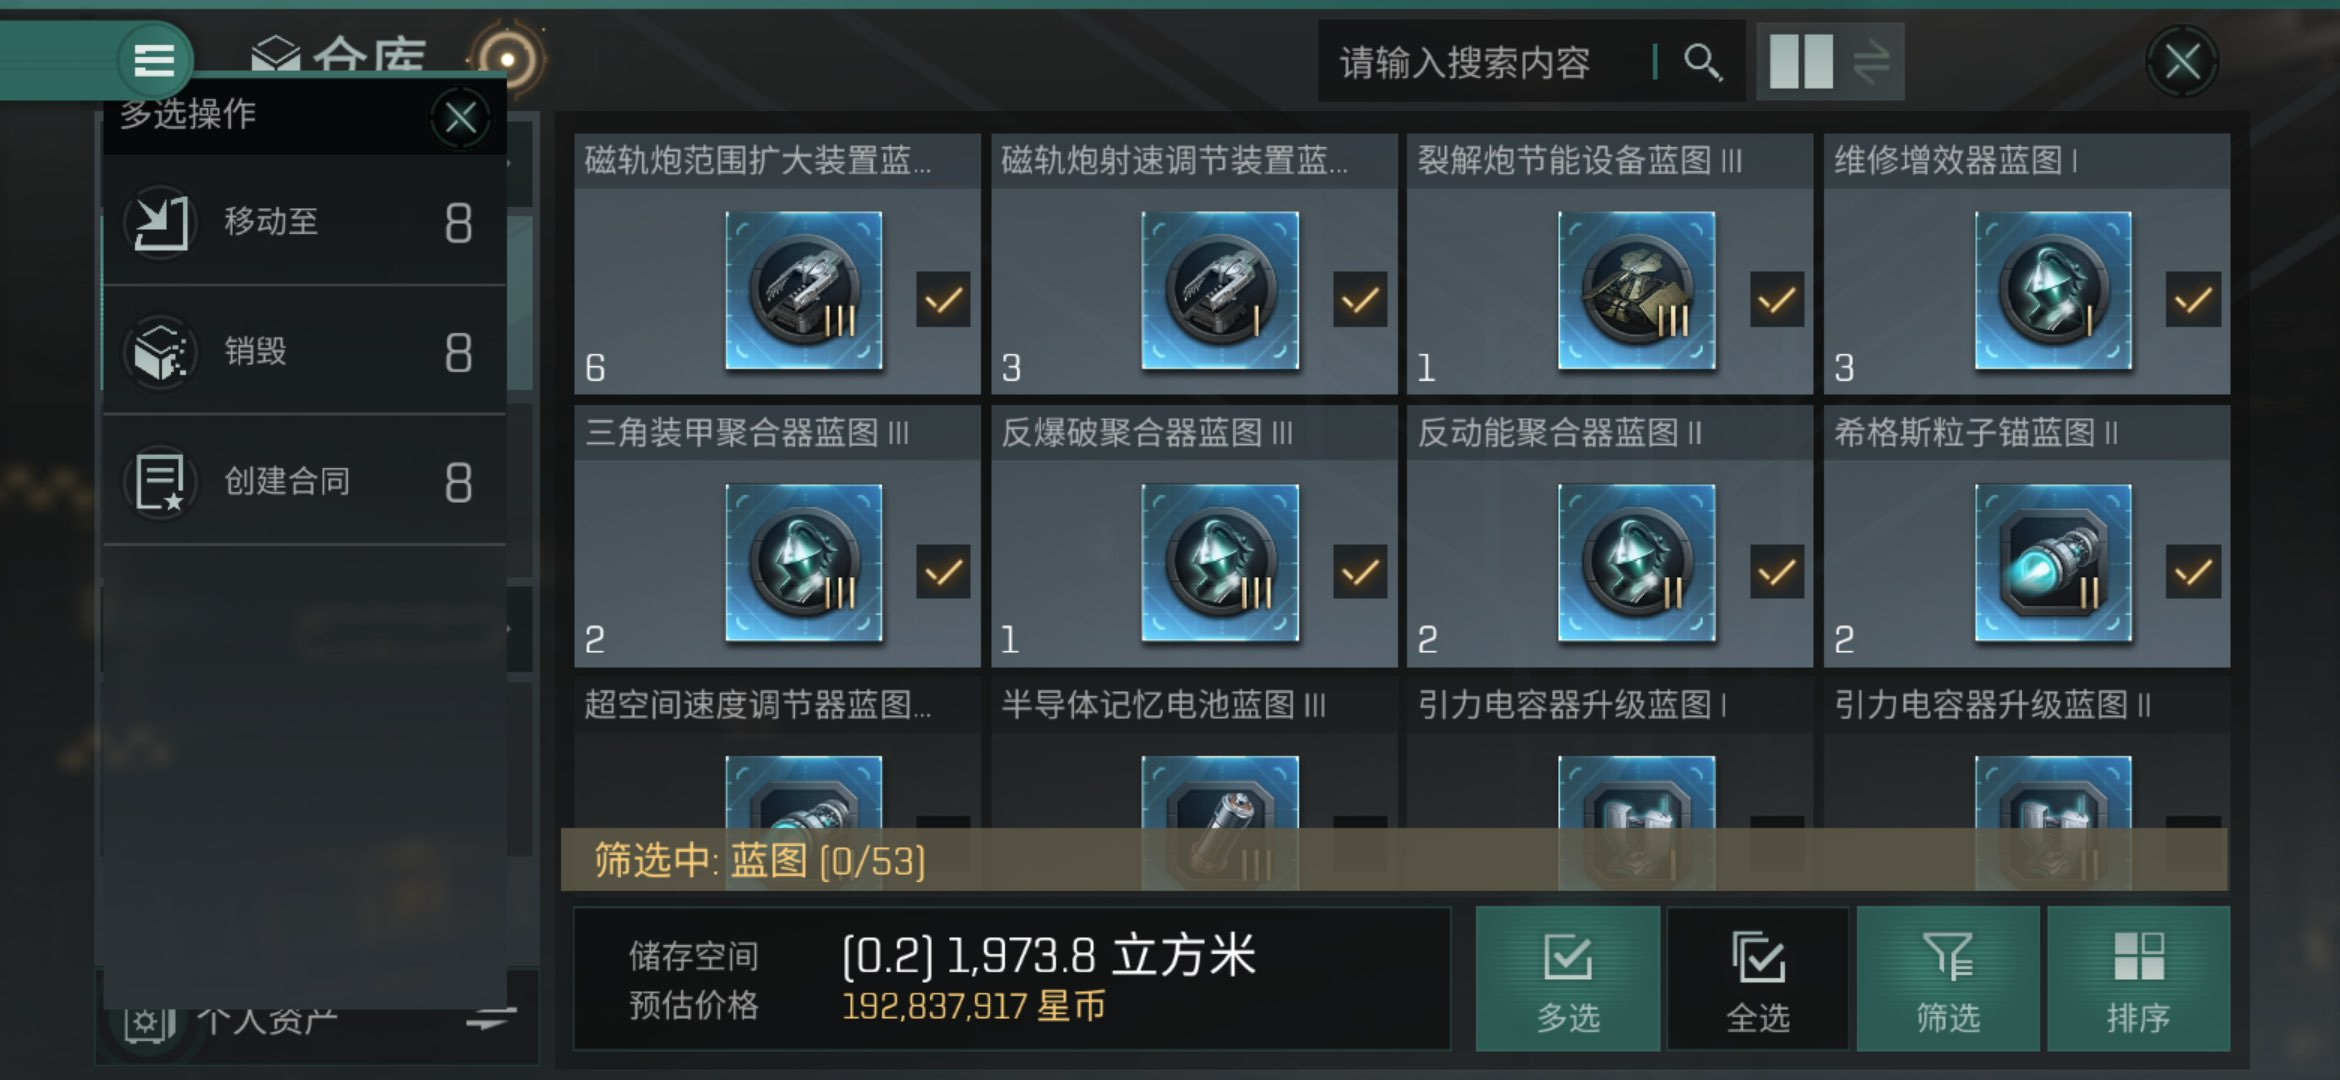 仓库
请输入搜索内容
多选操作
移动至 8
销毁 8
创建合同 8
个人资产
磁轨炮范围扩大装置蓝...
III
6
磁轨炮射速调节装置蓝...
I
3
裂解炮节能设备蓝图 III
III
1
维修增效器蓝图 I
I
3
三角装甲聚合器蓝图 III
III
2
反爆破聚合器蓝图 III
III
1
反动能聚合器蓝图 II
II
2
希格斯粒子锚蓝图 II
II
2
超空间速度调节器蓝图...
半导体记忆电池蓝图 III
III
引力电容器升级蓝图 I
I
引力电容器升级蓝图 II
II
筛选中: 蓝图 (0/53)
储存空间 (0.2) 1,973.8 立方米
预估价格 192,837,917 星币
多选
全选
筛选
排序